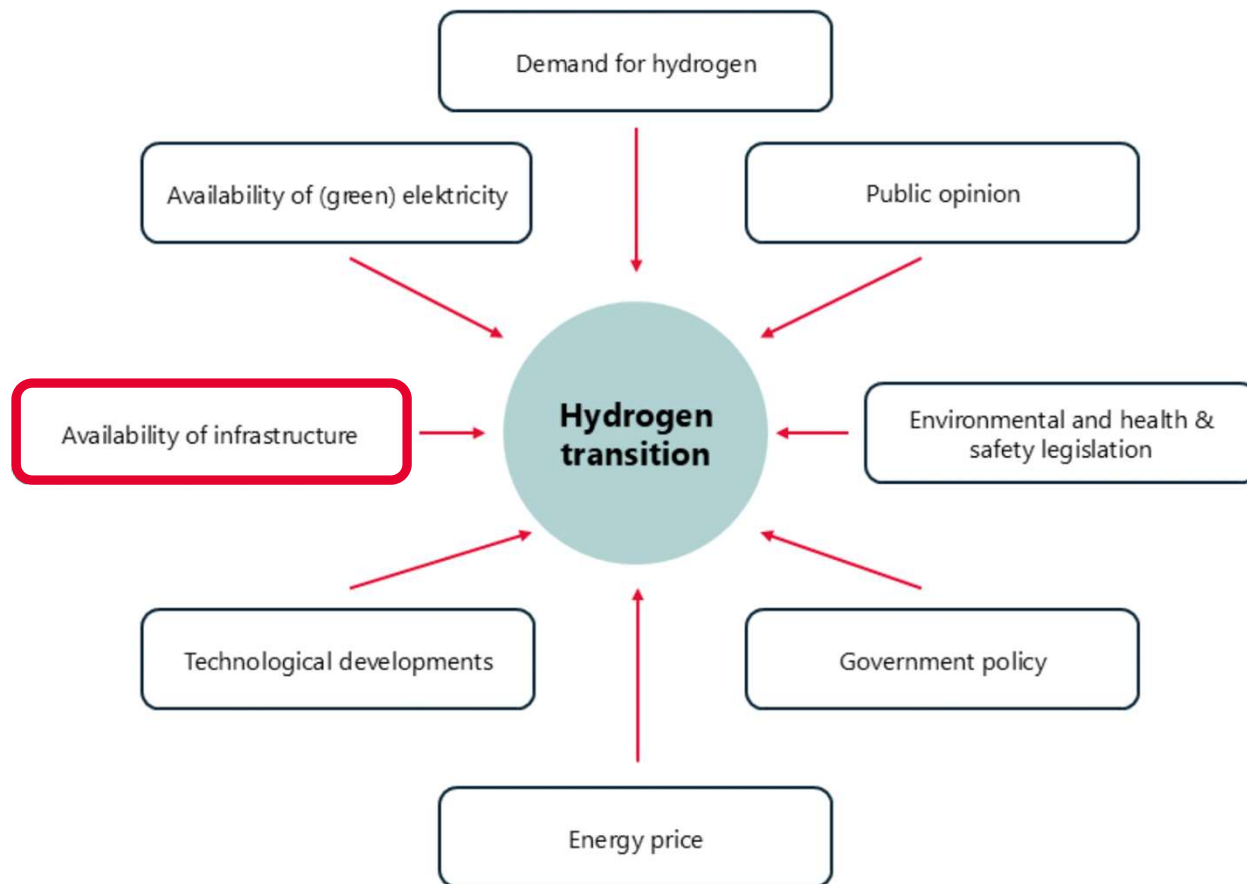 Demand for hydrogen
Availability of (green) elektricity
Public opinion
Availability of infrastructure
Hydrogen
transition
Environmental and health &
safety legislation
Technological developments
Government policy
Energy price